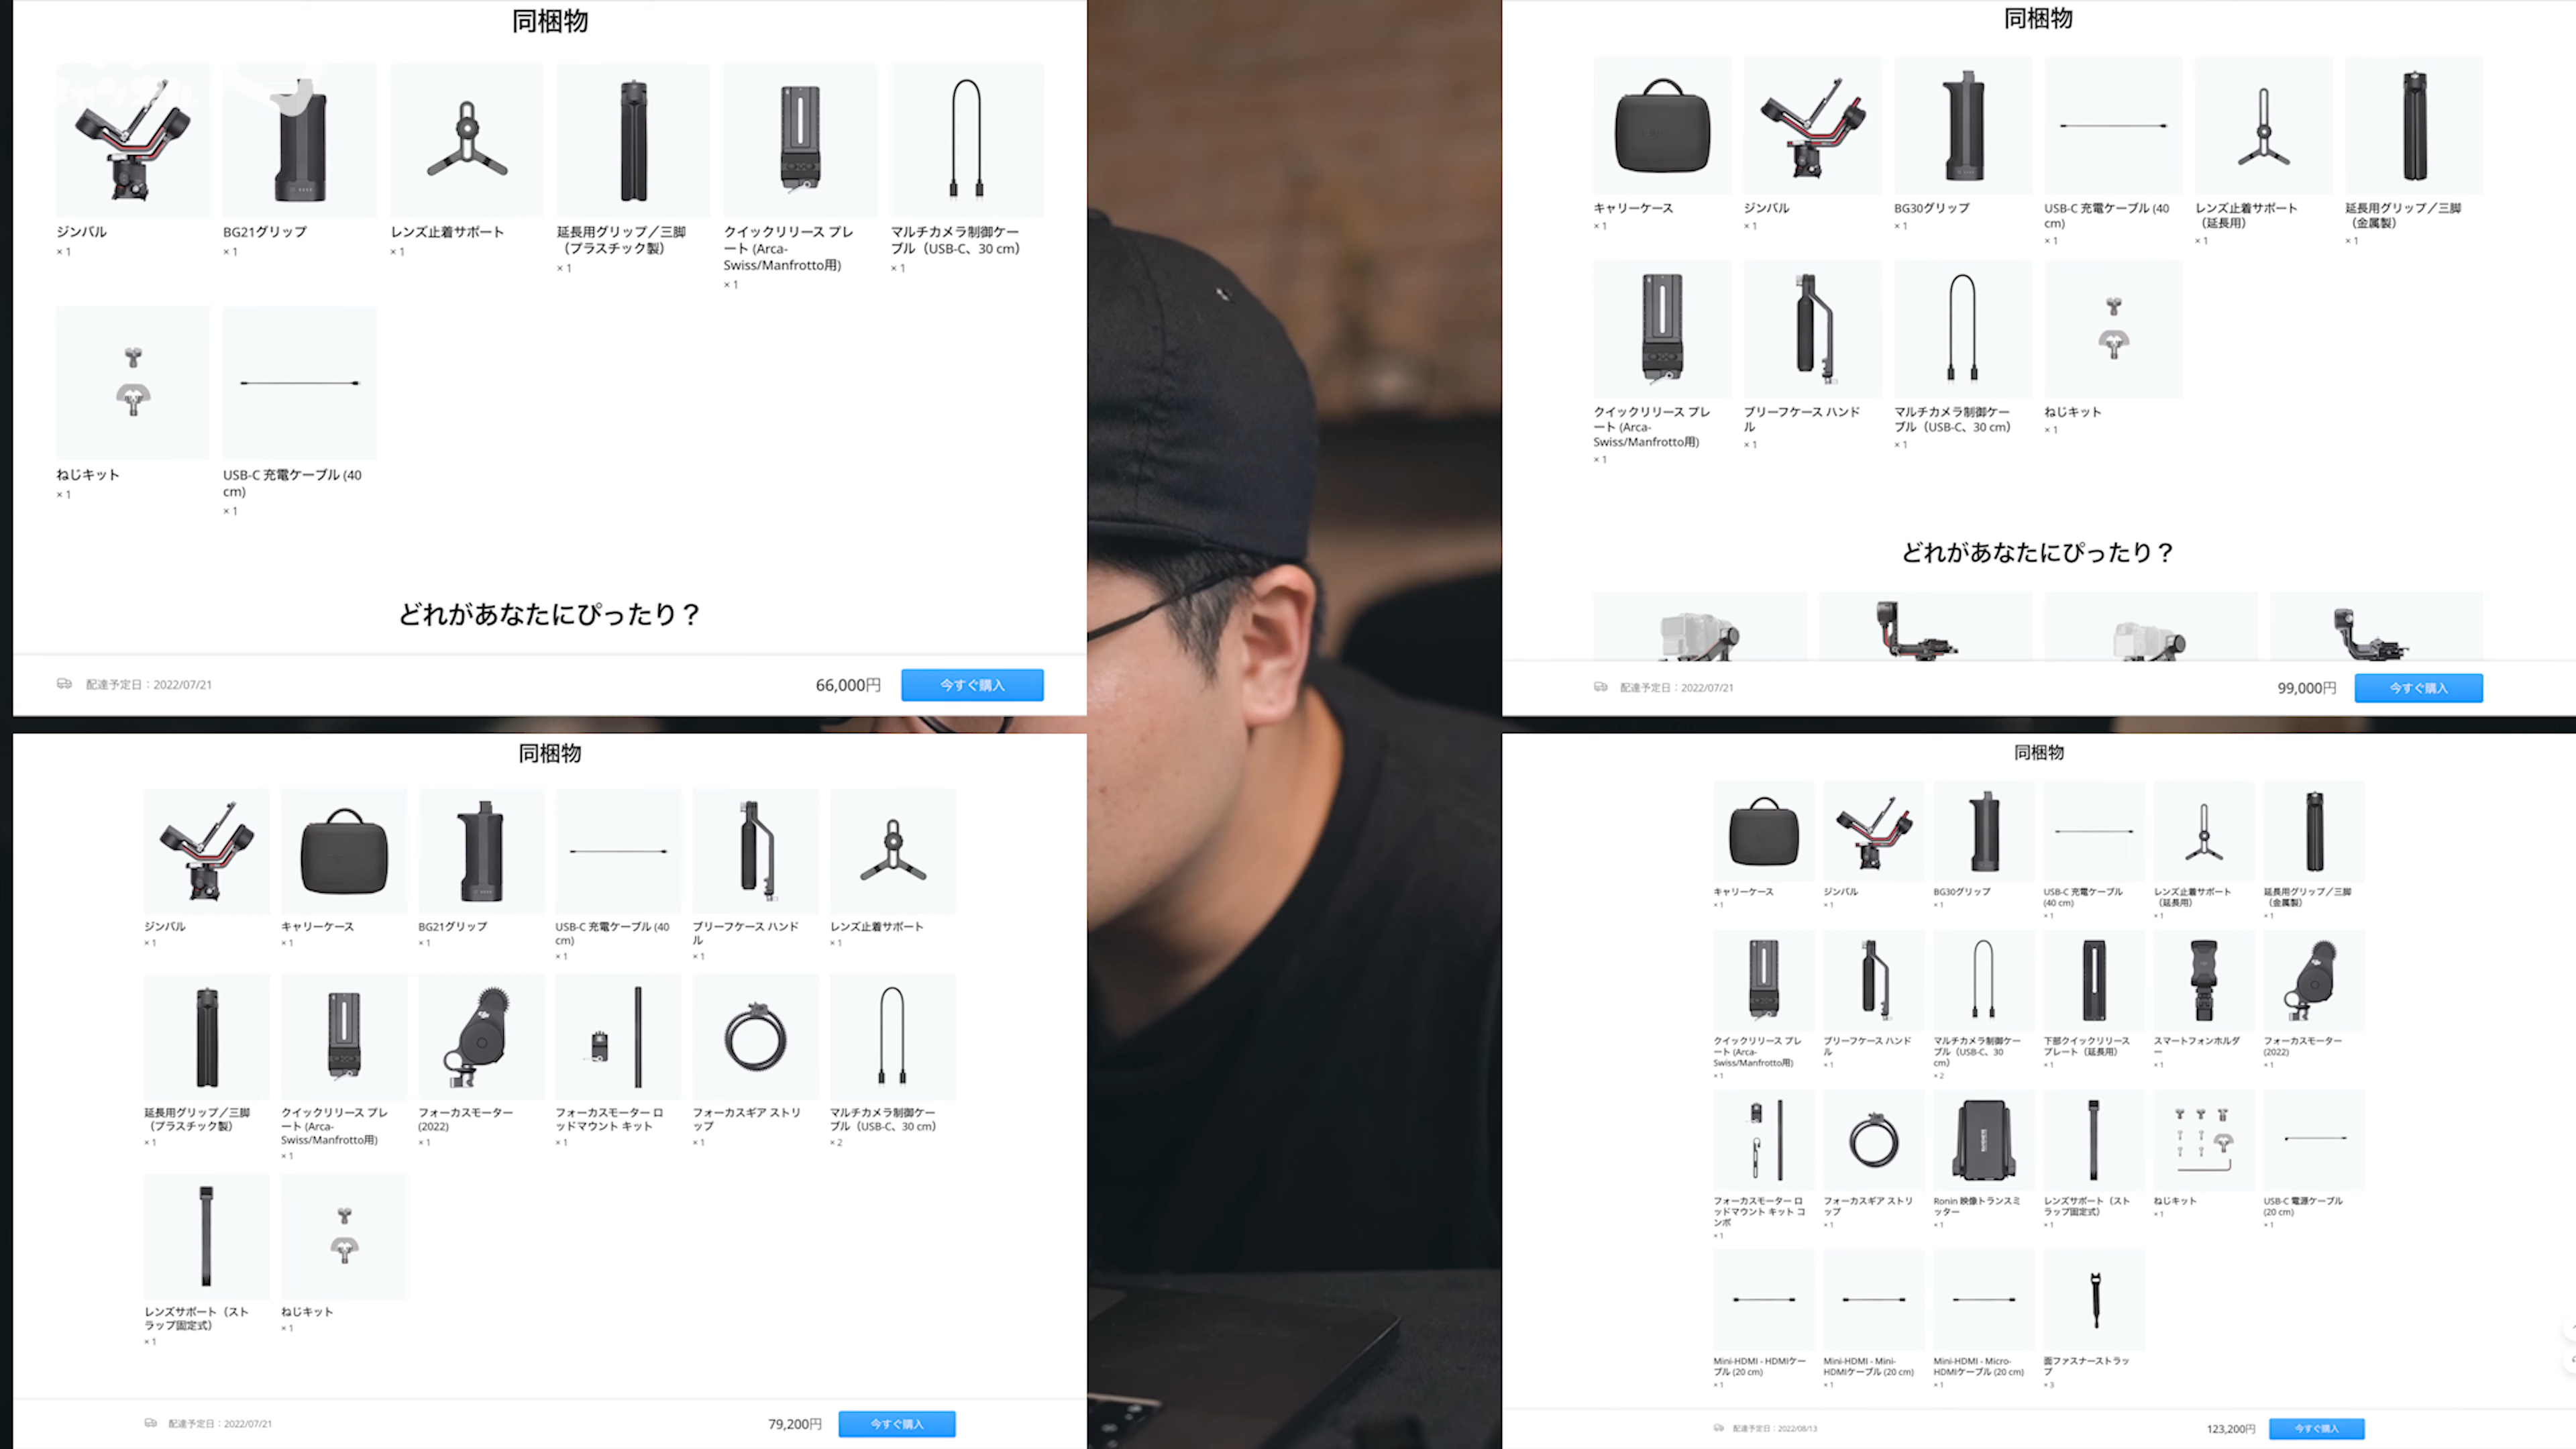 同梱物
ジンバル
× 1
BG21グリップ
× 1
レンズ止着サポート
× 1
延長用グリップ／三脚
（プラスチック製）
× 1
クイックリリース プレ
ート (Arca-
Swiss/Manfrotto用)
× 1
マルチカメラ制御ケー
ブル（USB-C、30 cm）
× 1
ねじキット
× 1
USB-C 充電ケーブル (40
cm)
× 1
どれがあなたにぴったり？
配達予定日：2022/07/21
66,000円
今すぐ購入
同梱物
キャリーケース
× 1
ジンバル
× 1
BG30グリップ
× 1
USB-C 充電ケーブル (40
cm)
× 1
レンズ止着サポート
（延長用）
× 1
延長用グリップ／三脚
（金属製）
× 1
クイックリリース プレ
ート (Arca-
Swiss/Manfrotto用)
× 1
ブリーフケース ハンド
ル
× 1
マルチカメラ制御ケー
ブル（USB-C、30 cm）
× 1
ねじキット
× 1
どれがあなたにぴったり？
配達予定日：2022/07/21
99,000円
今すぐ購入
同梱物
ジンバル
× 1
キャリーケース
× 1
BG21グリップ
× 1
USB-C 充電ケーブル (40
cm)
× 1
ブリーフケース ハンド
ル
× 1
レンズ止着サポート
× 1
延長用グリップ／三脚
（プラスチック製）
× 1
クイックリリース プレ
ート (Arca-
Swiss/Manfrotto用)
× 1
フォーカスモーター
(2022)
× 1
フォーカスモーター ロ
ッドマウント キット
× 1
フォーカスギア ストリ
ップ
× 1
マルチカメラ制御ケー
ブル（USB-C、30 cm）
× 2
レンズサポート（スト
ラップ固定式）
× 1
ねじキット
× 1
配達予定日：2022/07/21
79,200円
今すぐ購入
同梱物
キャリーケース
× 1
ジンバル
× 1
BG30グリップ
× 1
USB-C 充電ケーブル
(40 cm)
× 1
レンズ止着サポート
（延長用）
× 1
延長用グリップ／三脚
（金属製）
× 1
クイックリリース プレ
ート (Arca-
Swiss/Manfrotto用)
× 1
ブリーフケース ハンド
ル
× 1
マルチカメラ制御ケー
ブル（USB-C、30
cm）
× 2
下部クイックリリース
プレート（延長用）
× 1
スマートフォンホルダ
ー
× 1
フォーカスモーター
(2022)
× 1
フォーカスモーター ロ
ッドマウント キット コ
ンボ
× 1
フォーカスギア ストリ
ップ
× 1
Ronin 映像トランスミ
ッター
× 1
レンズサポート（スト
ラップ固定式）
× 1
ねじキット
× 1
USB-C 電源ケーブル
(20 cm)
× 1
Mini-HDMI - HDMIケー
ブル (20 cm)
× 1
Mini-HDMI - Mini-
HDMIケーブル (20 cm)
× 1
Mini-HDMI - Micro-
HDMIケーブル (20 cm)
× 1
面ファスナーストラッ
プ
× 3
配達予定日：2022/08/13
123,200円
今すぐ購入